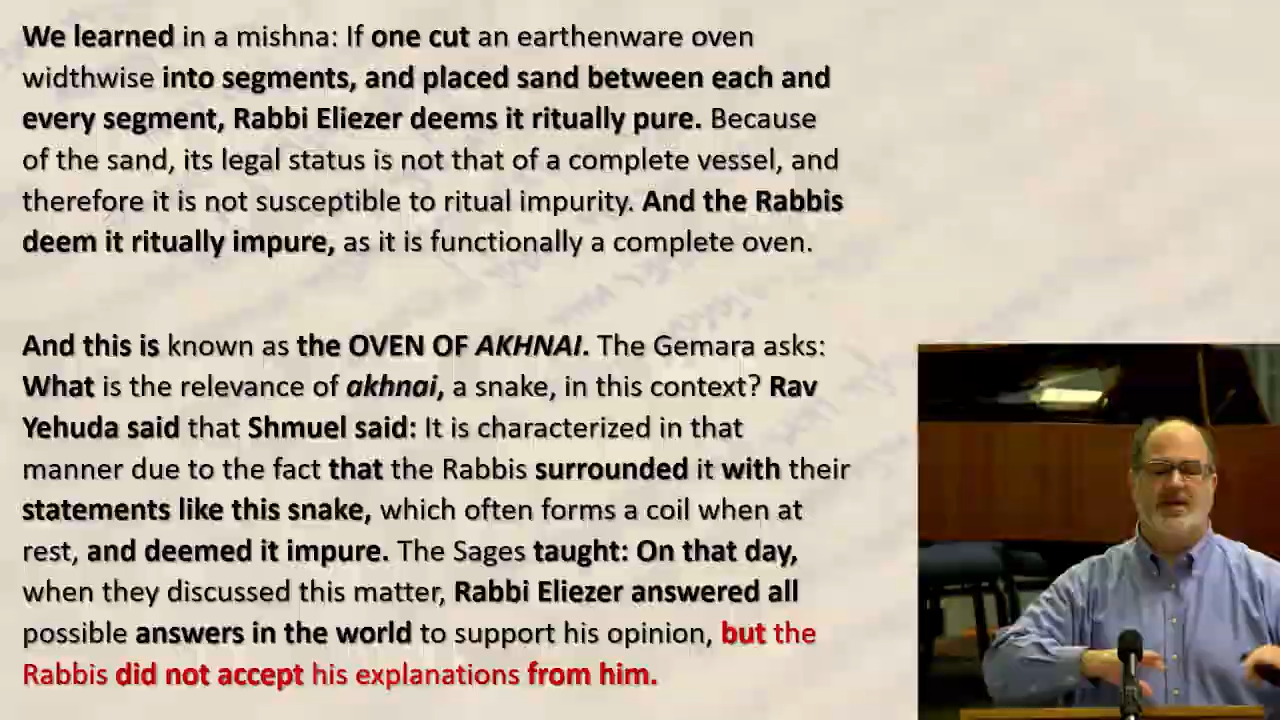 We learned in a mishna: If one cut an earthenware oven
widthwise into segments, and placed sand between each and
every segment, Rabbi Eliezer deems it ritually pure. Because
of the sand, its legal status is not that of a complete vessel, and
therefore it is not susceptible to ritual impurity. And the Rabbis
deem it ritually impure, as it is functionally a complete oven.
And this is known as the OVEN OF AKHNAI. The Gemara asks:
What is the relevance of akhnai, a snake, in this context? Rav
Yehuda said that Shmuel said: It is characterized in that
manner due to the fact that the Rabbis surrounded it with their
statements like this snake, which often forms a coil when at
rest, and deemed it impure. The Sages taught: On that day,
when they discussed this matter, Rabbi Eliezer answered all
possible answers in the world to support his opinion, but the
Rabbis did not accept his explanations from him.